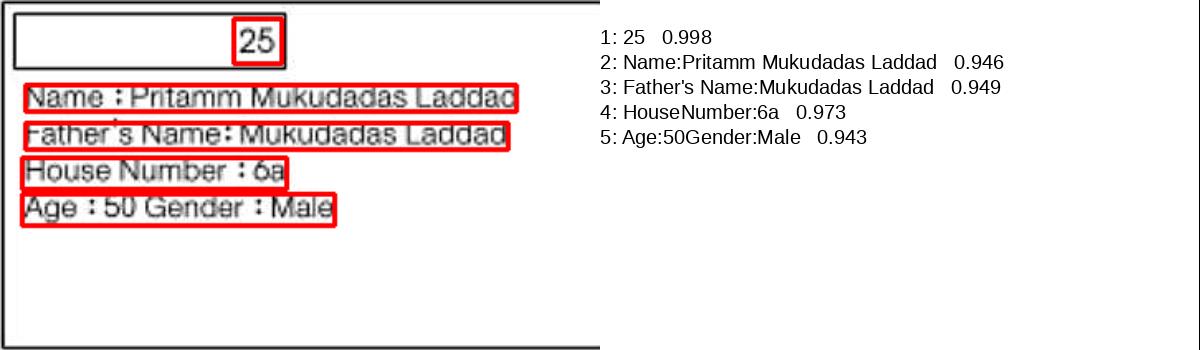 25
Name : Pritamm Mukudadas Laddad
Father's Name: Mukudadas Laddad
House Number : 6a
Age : 50 Gender : Male
1: 25 0.998
2: Name:Pritamm Mukudadas Laddad 0.946
3: Father's Name:Mukudadas Laddad 0.949
4: HouseNumber:6a 0.973
5: Age:50Gender:Male 0.943